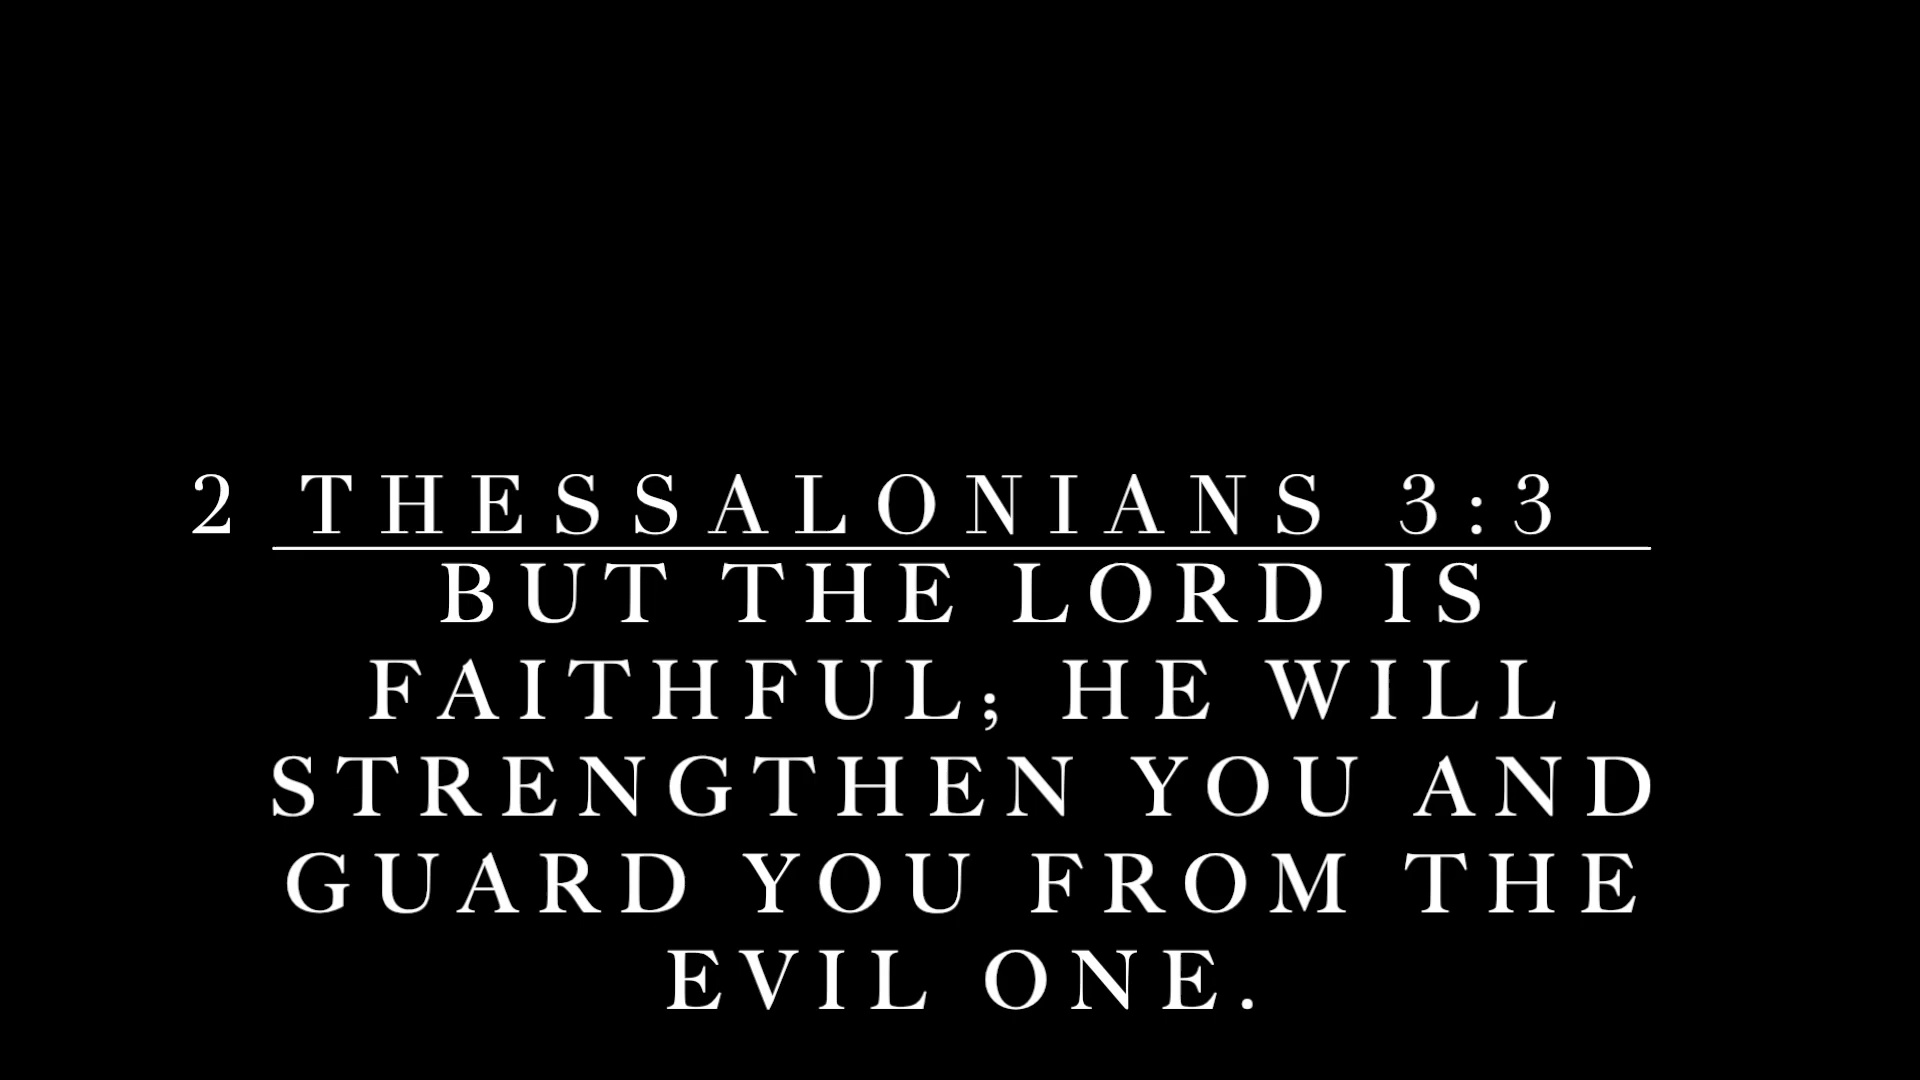 2 THESSALONIANS 3:3
BUT THE LORD IS
FAITHFUL; HE WILL
STRENGTHEN YOU AND
GUARD YOU FROM THE
EVIL ONE.